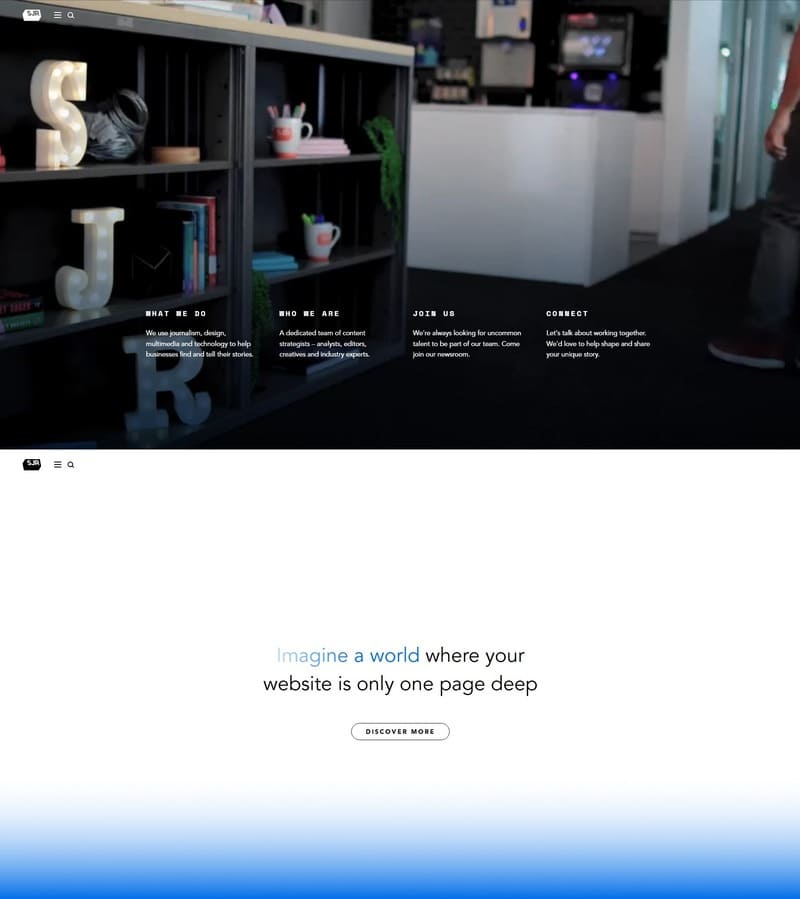 SJR
S
J
R
WHAT WE DO
We use journalism, design,
multimedia and technology to help
businesses find and tell their stories.
WHO WE ARE
A dedicated team of content
strategists – analysts, editors,
creatives and industry experts.
JOIN US
We're always looking for uncommon
talent to be part of our team. Come
join our newsroom.
CONNECT
Let's talk about working together.
We'd love to help shape and share
your unique story.
SJR
Imagine a world where your
website is only one page deep
DISCOVER MORE